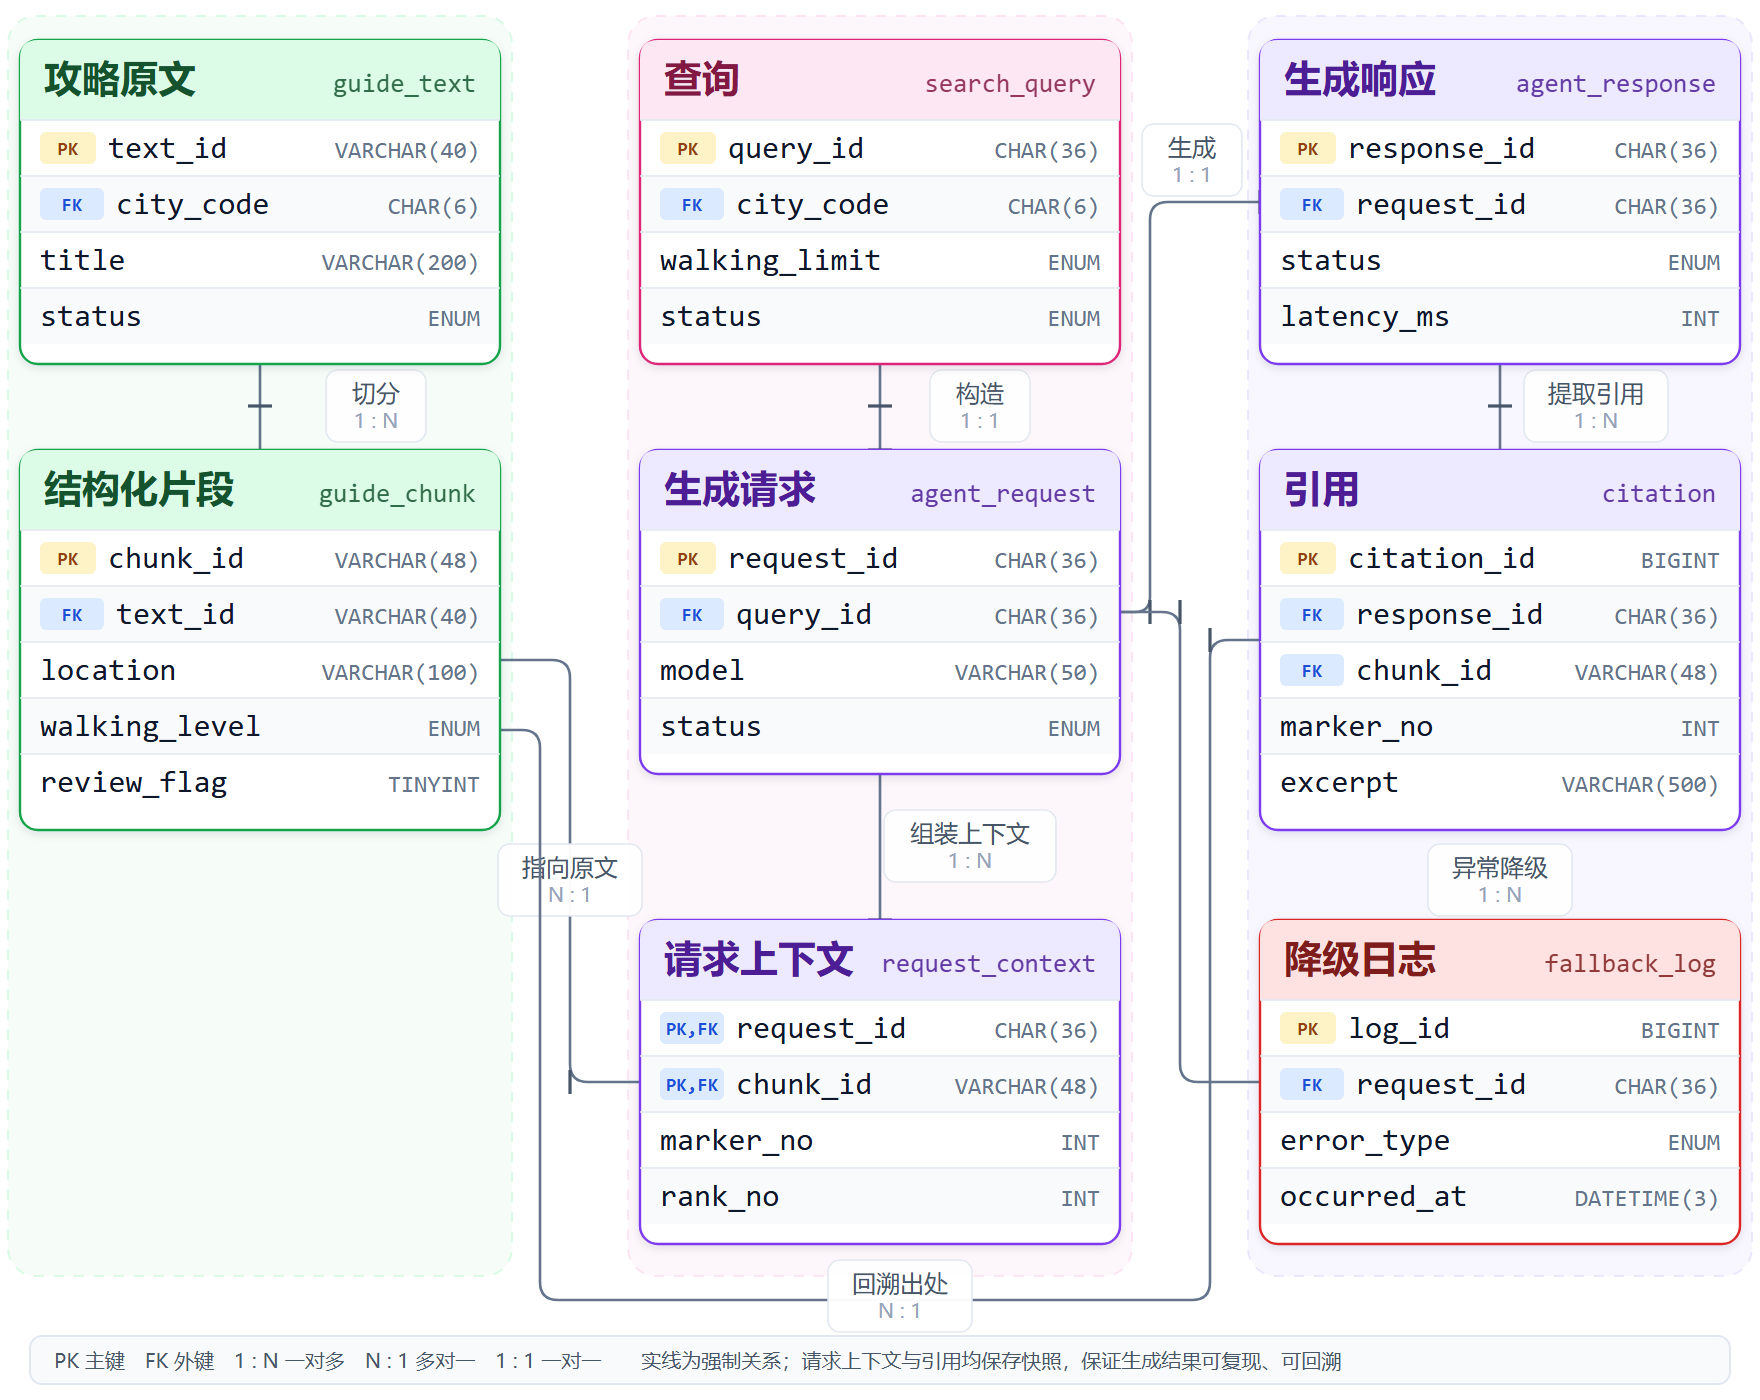 攻略原文 guide_text
PK text_id VARCHAR(40)
FK city_code CHAR(6)
title VARCHAR(200)
status ENUM
切分
1 : N
结构化片段 guide_chunk
PK chunk_id VARCHAR(48)
FK text_id VARCHAR(40)
location VARCHAR(100)
walking_level ENUM
review_flag TINYINT
指向原文
N : 1
查询 search_query
PK query_id CHAR(36)
FK city_code CHAR(6)
walking_limit ENUM
status ENUM
构造
1 : 1
生成请求 agent_request
PK request_id CHAR(36)
FK query_id CHAR(36)
model VARCHAR(50)
status ENUM
组装上下文
1 : N
请求上下文 request_context
PK,FK request_id CHAR(36)
PK,FK chunk_id VARCHAR(48)
marker_no INT
rank_no INT
回溯出处
N : 1
生成
1 : 1
生成响应 agent_response
PK response_id CHAR(36)
FK request_id CHAR(36)
status ENUM
latency_ms INT
提取引用
1 : N
引用 citation
PK citation_id BIGINT
FK response_id CHAR(36)
FK chunk_id VARCHAR(48)
marker_no INT
excerpt VARCHAR(500)
异常降级
1 : N
降级日志 fallback_log
PK log_id BIGINT
FK request_id CHAR(36)
error_type ENUM
occurred_at DATETIME(3)
PK 主键 FK 外键 1 : N 一对多 N : 1 多对一 1 : 1 一对一 实线为强制关系；请求上下文与引用均保存快照，保证生成结果可复现、可回溯